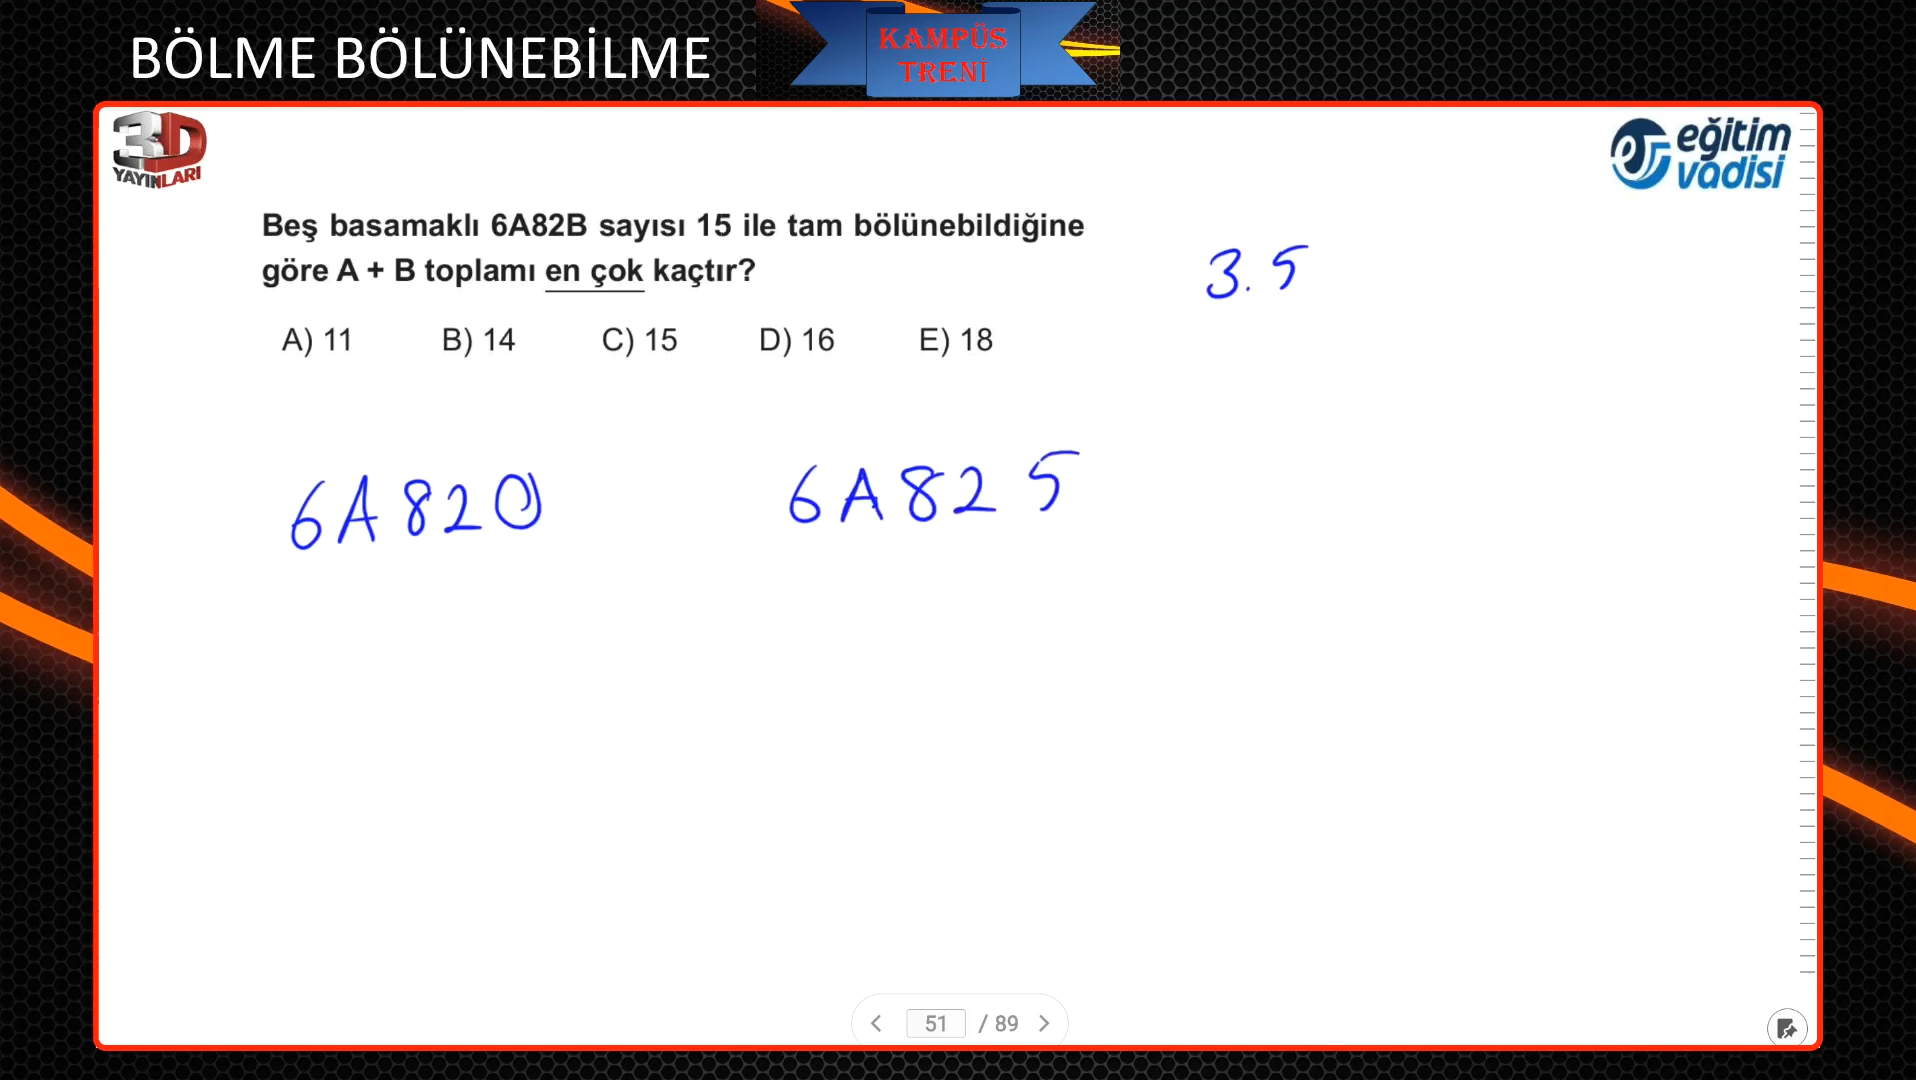 BÖLME BÖLÜNEBİLME
KAMPÜS
TRENİ
3D
YAYINLARI
eğitim
vadisi
Beş basamaklı 6A82B sayısı 15 ile tam bölünebildiğine
göre A + B toplamı en çok kaçtır?
3.5
A) 11 B) 14 C) 15 D) 16 E) 18
6A820 6A825
51 / 89